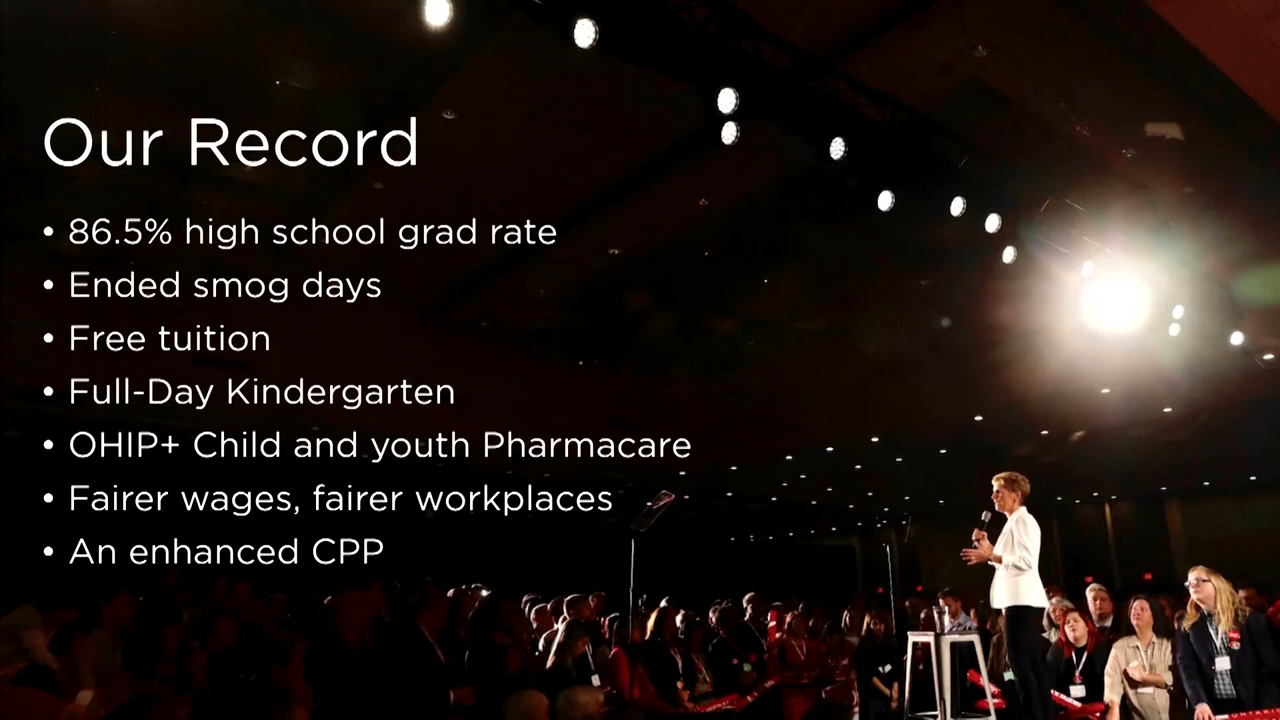 Our Record
• 86.5% high school grad rate
• Ended smog days
• Free tuition
• Full-Day Kindergarten
• OHIP+ Child and youth Pharmacare
• Fairer wages, fairer workplaces
• An enhanced CPP